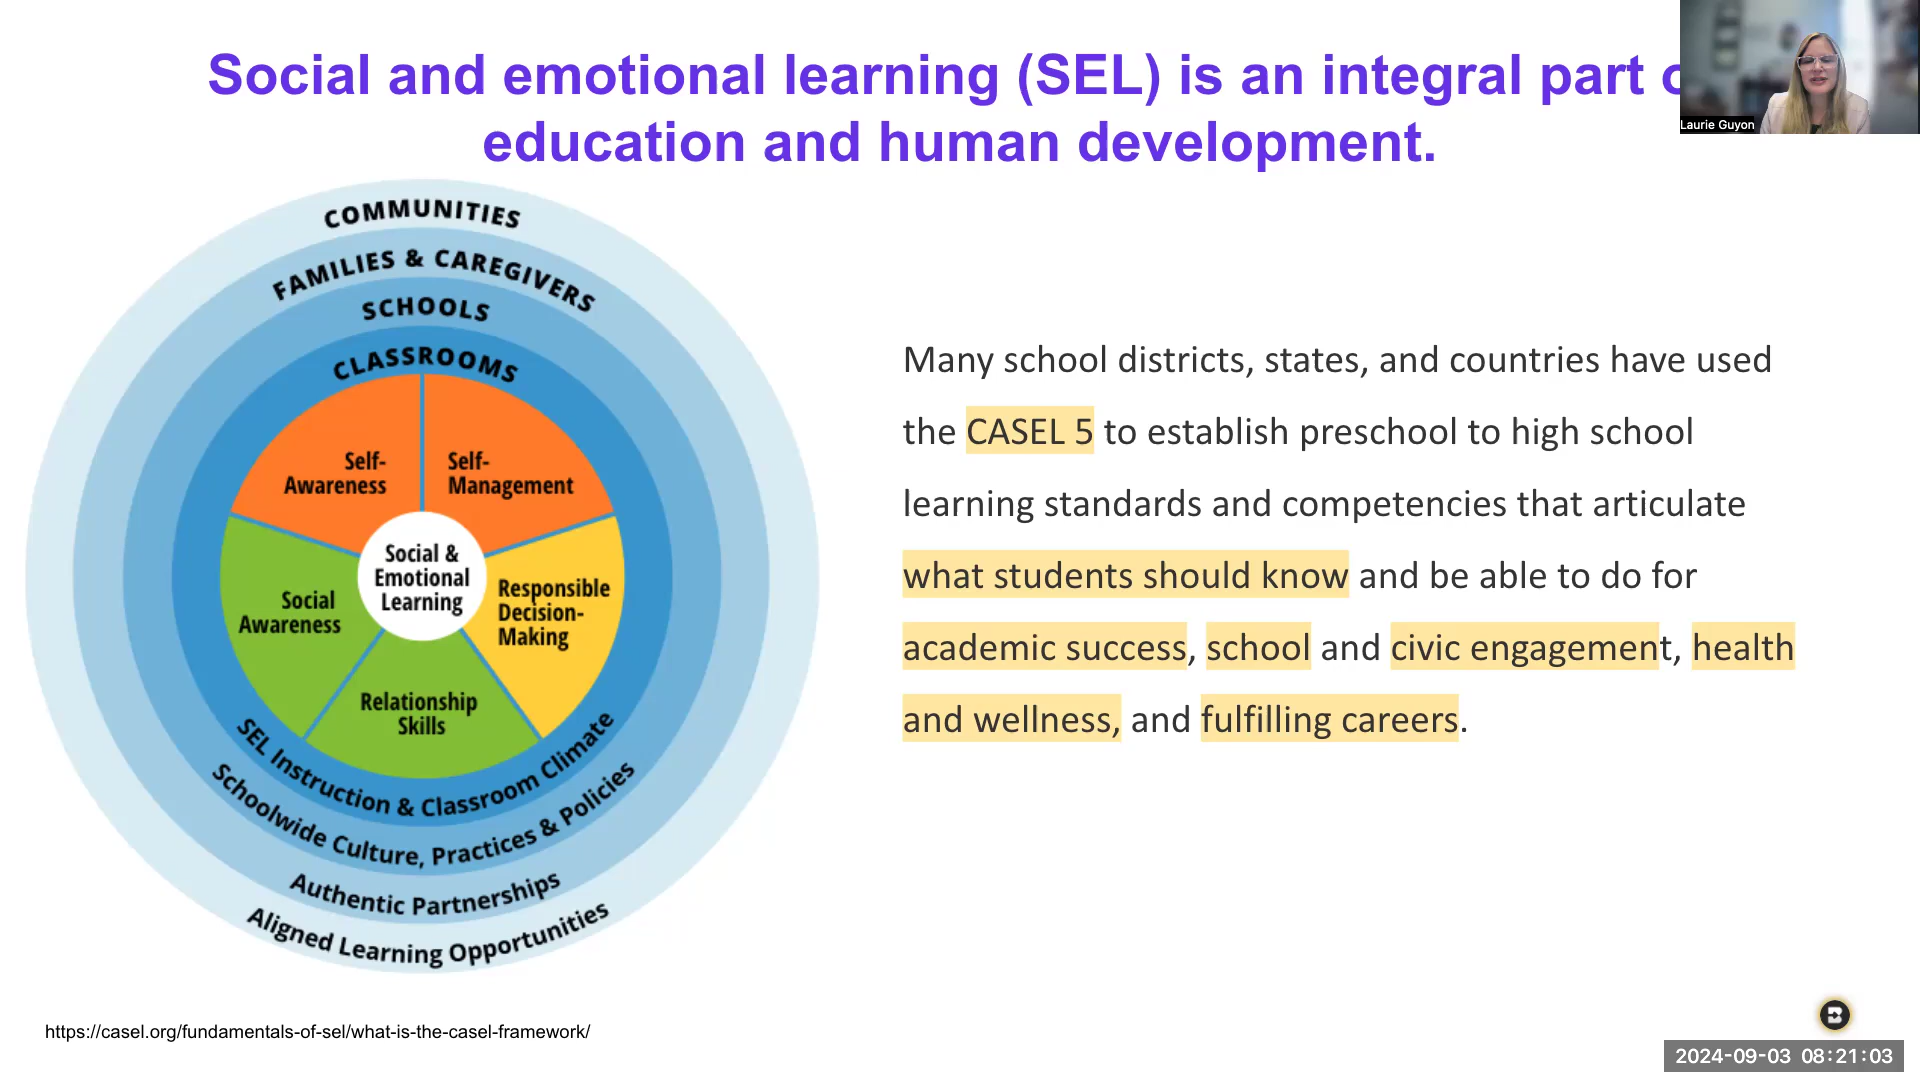 Social and emotional learning (SEL) is an integral part
education and human development.
Laurie Guyon
COMMUNITIES
FAMILIES & CAREGIVERS
SCHOOLS
CLASSROOMS
Self-
Awareness
Self-
Management
Social &
Emotional
Learning
Social
Awareness
Responsible
Decision-
Making
Relationship
Skills
SEL Instruction & Classroom Climate
Schoolwide Culture, Practices & Policies
Authentic Partnerships
Aligned Learning Opportunities
Many school districts, states, and countries have used
the CASEL 5 to establish preschool to high school
learning standards and competencies that articulate
what students should know and be able to do for
academic success, school and civic engagement, health
and wellness, and fulfilling careers.
https://casel.org/fundamentals-of-sel/what-is-the-casel-framework/
B
2024-09-03 08:21:03